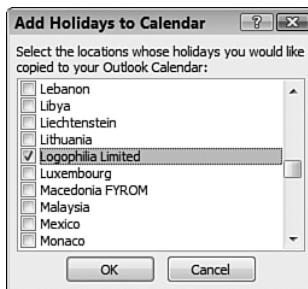 Add Holidays to Calendar
Select the locations whose holidays you would like
copied to your Outlook Calendar:
Lebanon
Libya
Liechtenstein
Lithuania
Logophilia Limited
Luxembourg
Macedonia FYROM
Malaysia
Mexico
Monaco
OK Cancel